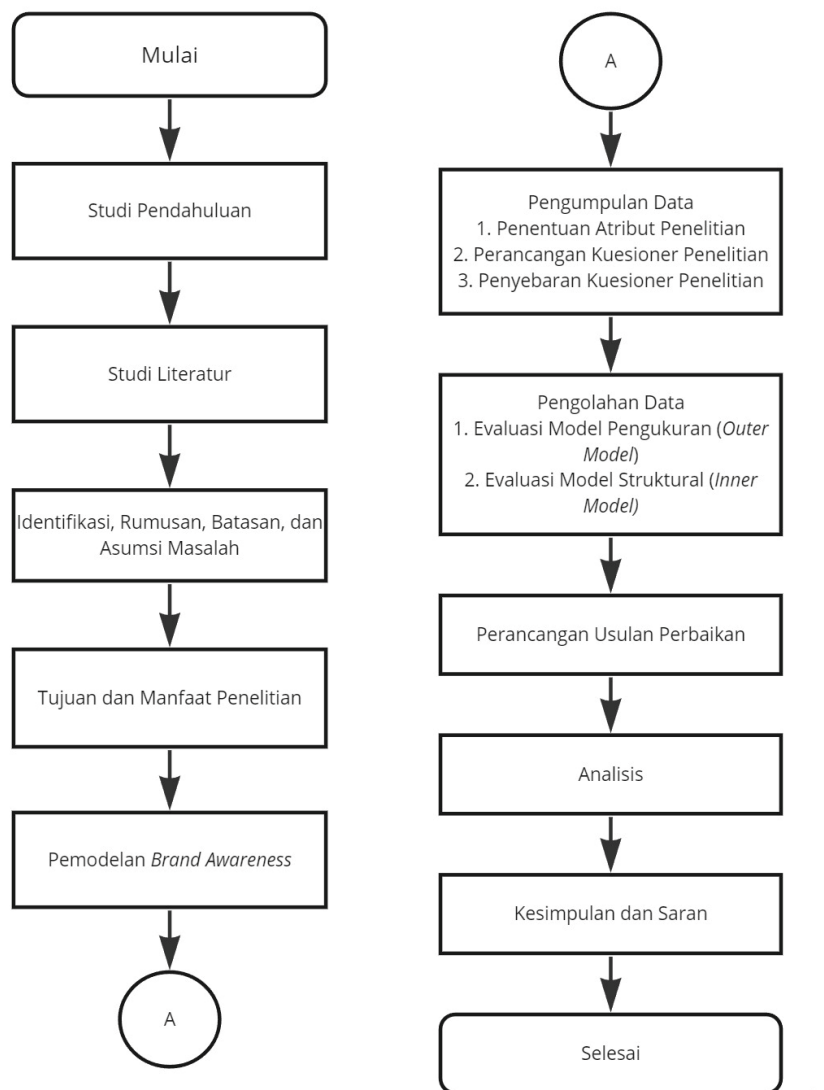 Mulai
Studi Pendahuluan
Studi Literatur
Identifikasi, Rumusan, Batasan, dan
Asumsi Masalah
Tujuan dan Manfaat Penelitian
Pemodelan Brand Awareness
A
A
Pengumpulan Data
1. Penentuan Atribut Penelitian
2. Perancangan Kuesioner Penelitian
3. Penyebaran Kuesioner Penelitian
Pengolahan Data
1. Evaluasi Model Pengukuran (Outer
Model)
2. Evaluasi Model Struktural (Inner
Model)
Perancangan Usulan Perbaikan
Analisis
Kesimpulan dan Saran
Selesai